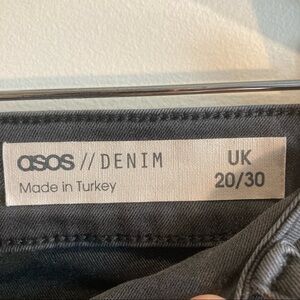 asos // DENIM
Made in Turkey
UK
20/30